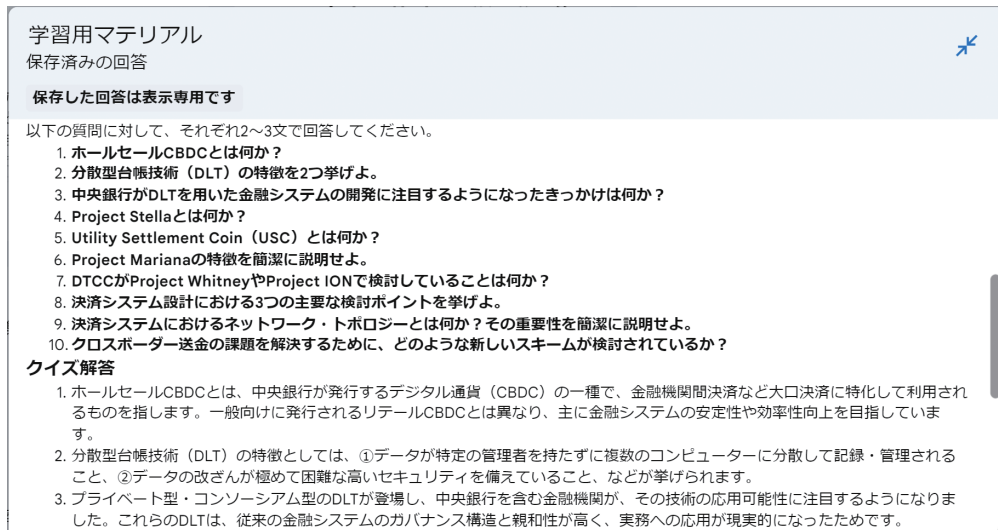 学習用マテリアル
保存済みの回答
保存した回答は表示専用です
以下の質問に対して、それぞれ2～3文で回答してください。
1. ホールセールCBDCとは何か？
2. 分散型台帳技術（DLT）の特徴を2つ挙げよ。
3. 中央銀行がDLTを用いた金融システムの開発に注目するようになったきっかけは何か？
4. Project Stellaとは何か？
5. Utility Settlement Coin（USC）とは何か？
6. Project Marianaの特徴を簡潔に説明せよ。
7. DTCCがProject WhitneyやProject IONで検討していることは何か？
8. 決済システム設計における3つの主要な検討ポイントを挙げよ。
9. 決済システムにおけるネットワーク・トポロジーとは何か？その重要性を簡潔に説明せよ。
10. クロスボーダー送金の課題を解決するために、どのような新しいスキームが検討されているか？
クイズ解答
1. ホールセールCBDCとは、中央銀行が発行するデジタル通貨（CBDC）の一種で、金融機関間決済など大口決済に特化して利用され
るものを指します。一般向けに発行されるリテールCBDCとは異なり、主に金融システムの安定性や効率性向上を目指していま
す。
2. 分散型台帳技術（DLT）の特徴としては、①データが特定の管理者を持たずに複数のコンピューターに分散して記録・管理される
こと、②データの改ざんが極めて困難な高いセキュリティを備えていること、などが挙げられます。
3. プライベート型・コンソーシアム型のDLTが登場し、中央銀行を含む金融機関が、その技術の応用可能性に注目するようになりま
した。これらのDLTは、従来の金融システムのガバナンス構造と親和性が高く、実務への応用が現実的になったためです。